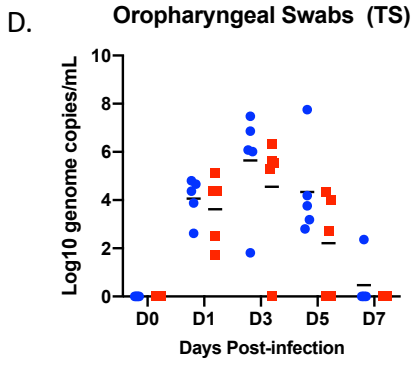 D.
Oropharyngeal Swabs (TS)
Log10 genome copies/mL
10
8
6
4
2
0
D0 D1 D3 D5 D7
Days Post-infection